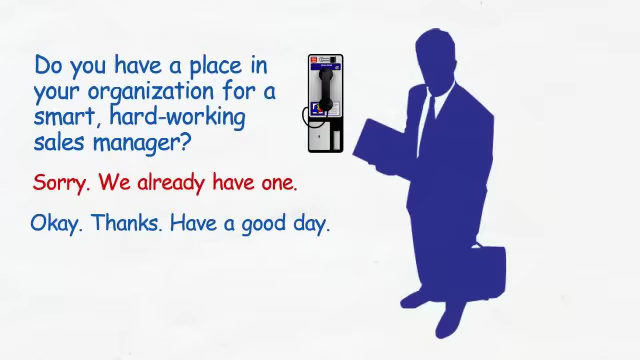 Do you have a place in
your organization for a
smart, hard-working
sales manager?
Sorry. We already have one.
Okay. Thanks. Have a good day.